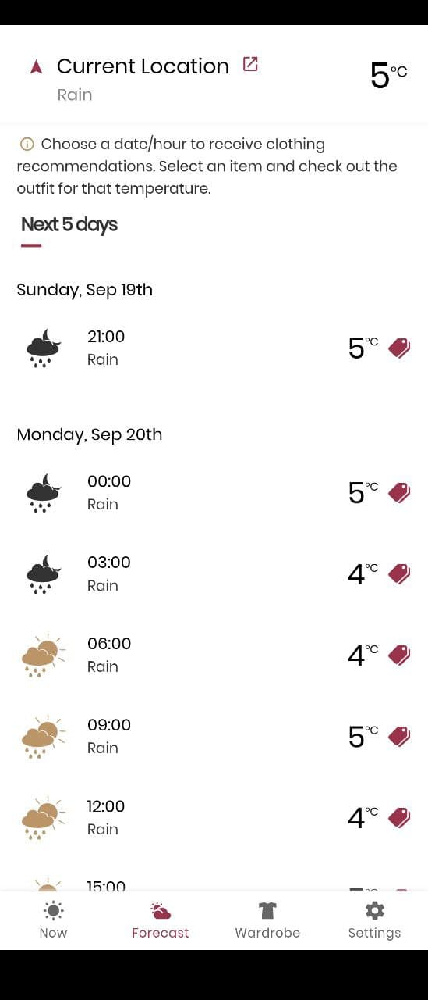 Current Location
5°C
Rain
Choose a date/hour to receive clothing
recommendations. Select an item and check out the
outfit for that temperature.
Next 5 days
Sunday, Sep 19th
21:00
Rain
5°C
Monday, Sep 20th
00:00
Rain
5°C
03:00
Rain
4°C
06:00
Rain
4°C
09:00
Rain
5°C
12:00
Rain
4°C
15:00
Now
Forecast
Wardrobe
Settings